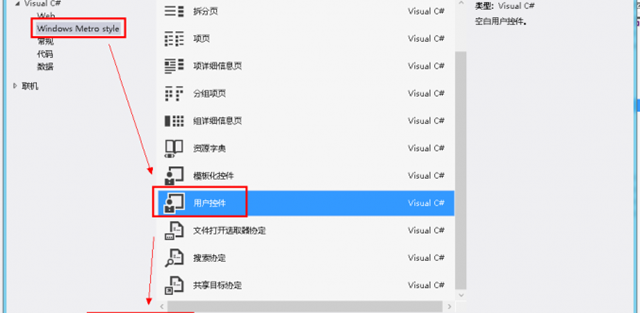 Visual C#
Web
Windows Metro style
常规
代码
数据
联机
拆分页 Visual C#
项页 Visual C#
项详细信息页 Visual C#
分组项页 Visual C#
组详细信息页 Visual C#
资源字典 Visual C#
模板化控件 Visual C#
用户控件 Visual C#
文件打开选取器协定 Visual C#
搜索协定 Visual C#
共享目标协定 Visual C#
类型: Visual C#
空白用户控件。